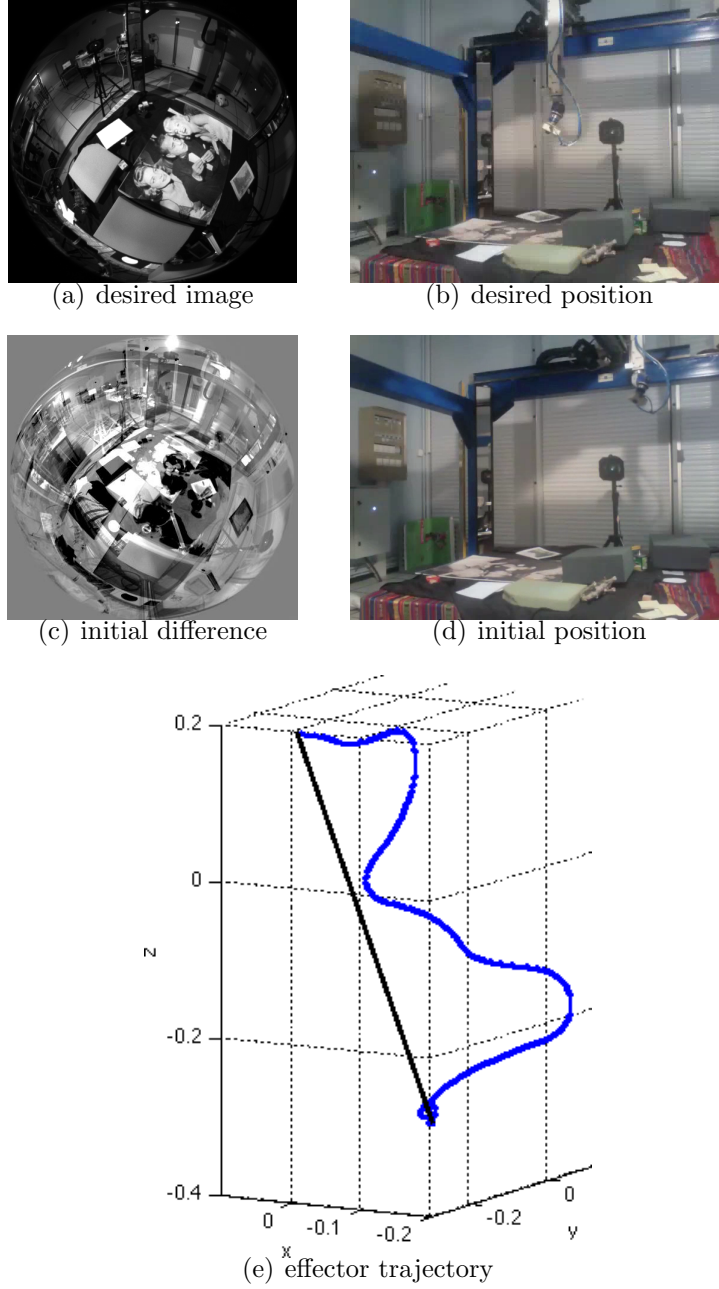 (a) desired image
(b) desired position
(c) initial difference
(d) initial position
0.2
0
-0.2
-0.4
z
0
-0.1
-0.2
x
-0.2
0
y
(e) effector trajectory